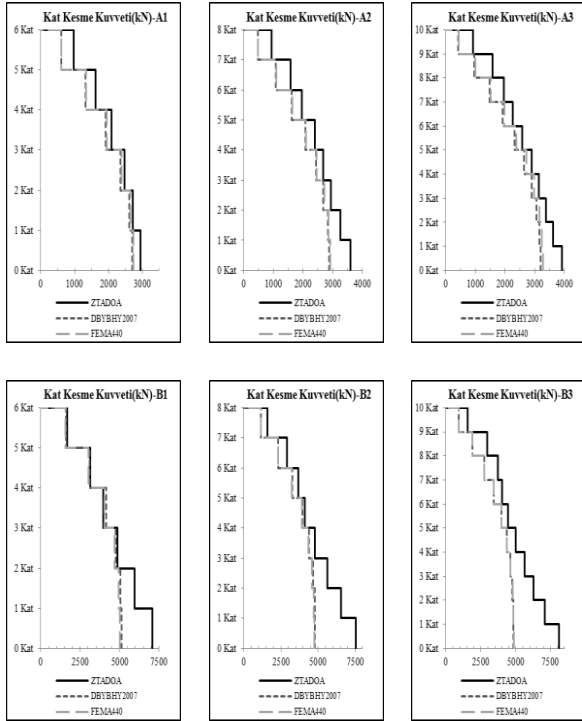 Kat Kesme Kuvveti(kN)-A1
6 Kat
5 Kat
4 Kat
3 Kat
2 Kat
1 Kat
0 Kat
0 1000 2000 3000
ZTADOA
DBYBHY2007
FEMA440
Kat Kesme Kuvveti(kN)-A2
8 Kat
7 Kat
6 Kat
5 Kat
4 Kat
3 Kat
2 Kat
1 Kat
0 Kat
0 1000 2000 3000 4000
ZTADOA
DBYBHY2007
FEMA440
Kat Kesme Kuvveti(kN)-A3
10 Kat
9 Kat
8 Kat
7 Kat
6 Kat
5 Kat
4 Kat
3 Kat
2 Kat
1 Kat
0 Kat
0 1000 2000 3000 4000
ZTADOA
DBYBHY2007
FEMA440
Kat Kesme Kuvveti(kN)-B1
6 Kat
5 Kat
4 Kat
3 Kat
2 Kat
1 Kat
0 Kat
0 2500 5000 7500
ZTADOA
DBYBHY2007
FEMA440
Kat Kesme Kuvveti(kN)-B2
8 Kat
7 Kat
6 Kat
5 Kat
4 Kat
3 Kat
2 Kat
1 Kat
0 Kat
0 2500 5000 7500
ZTADOA
DBYBHY2007
FEMA440
Kat Kesme Kuvveti(kN)-B3
10 Kat
9 Kat
8 Kat
7 Kat
6 Kat
5 Kat
4 Kat
3 Kat
2 Kat
1 Kat
0 Kat
0 2500 5000 7500
ZTADOA
DBYBHY2007
FEMA440